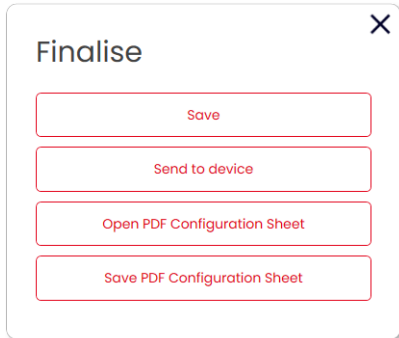 Finalise
Save
Send to device
Open PDF Configuration Sheet
Save PDF Configuration Sheet